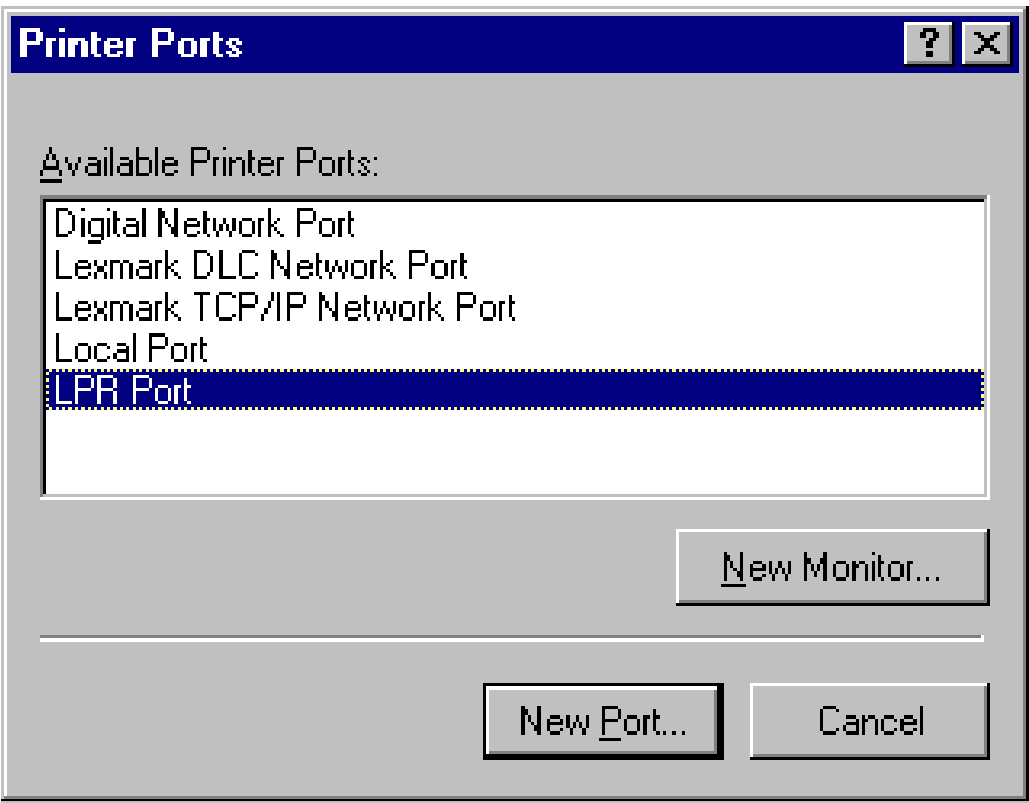 Printer Ports
Available Printer Ports:
Digital Network Port
Lexmark DLC Network Port
Lexmark TCP/IP Network Port
Local Port
LPR Port
New Monitor...
New Port...
Cancel